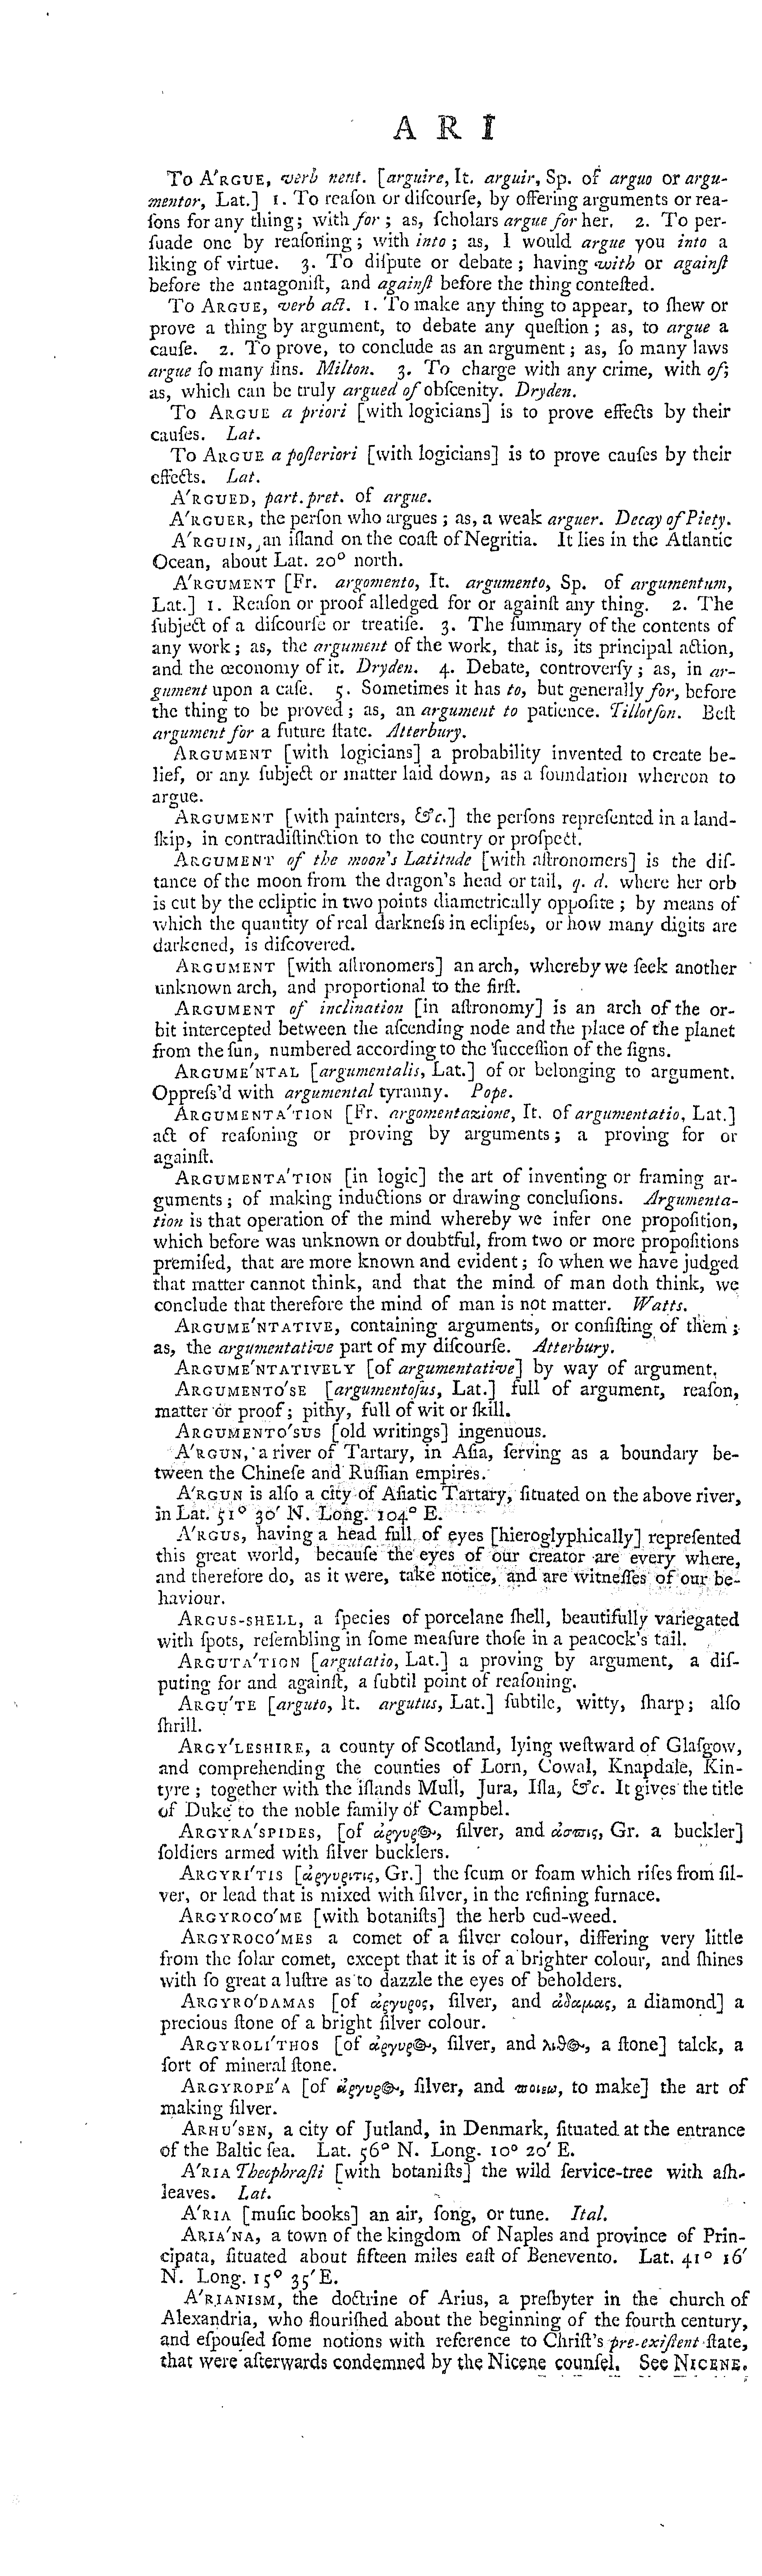 A R I
To A′RGUE, verb neut. [arguire, It. arguir, Sp. of arguo or argu-
mentor, Lat.] 1. To reaſon or diſcourſe, by offering arguments or rea-
ſons for any thing; with for; as, ſcholars argue for her. 2. To per-
ſuade one by reaſoning; with into; as, I would argue you into a
liking of virtue. 3. To diſpute or debate; having with or againſt
before the antagoniſt, and againſt before the thing conteſted.
To ARGUE, verb act. 1. To make any thing to appear, to ſhew or
prove a thing by argument, to debate any queſtion; as, to argue a
cauſe. 2. To prove, to conclude as an argument; as, ſo many laws
argue ſo many ſins. Milton. 3. To charge with any crime, with of;
as, which can be truly argued of obſcenity. Dryden.
To ARGUE a priori [with logicians] is to prove effects by their
cauſes. Lat.
To ARGUE a poſteriori [with logicians] is to prove cauſes by their
effects. Lat.
A′RGUED, part. pret. of argue.
A′RGUER, the perſon who argues; as, a weak arguer. Decay of Piety.
A′RGUIN, an iſland on the coaſt of Negritia. It lies in the Atlantic
Ocean, about Lat. 20° north.
A′RGUMENT [Fr. argomento, It. argumento, Sp. of argumentum,
Lat.] 1. Reaſon or proof alledged for or againſt any thing. 2. The
ſubject of a diſcourſe or treatiſe. 3. The ſummary of the contents of
any work; as, the argument of the work, that is, its principal action,
and the œconomy of it. Dryden. 4. Debate, controverſy; as, in ar-
gument upon a caſe. 5. Sometimes it has to, but generally for, before
the thing to be proved; as, an argument to patience. Tillotſon. Beſt
argument for a future ſtate. Atterbury.
ARGUMENT [with logicians] a probability invented to create be-
lief, or any ſubject or matter laid down, as a foundation whereon to
argue.
ARGUMENT [with painters, &c.] the perſons repreſented in a land-
ſkip, in contradiſtinction to the country or proſpect.
ARGUMENT of the moon's Latitude [with aſtronomers] is the diſ-
tance of the moon from the dragon's head or tail, q. d. where her orb
is cut by the ecliptic in two points diametrically oppoſite; by means of
which the quantity of real darkneſs in eclipſes, or how many digits are
darkened, is diſcovered.
ARGUMENT [with aſtronomers] an arch, whereby we ſeek another
unknown arch, and proportional to the firſt.
ARGUMENT of inclination [in aſtronomy] is an arch of the or-
bit intercepted between the aſcending node and the place of the planet
from the ſun, numbered according to the ſucceſſion of the ſigns.
ARGUME′NTAL [argumentalis, Lat.] of or belonging to argument.
Oppreſs'd with argumental tyranny. Pope.
ARGUMENTA′TION [Fr. argomentazione, It. of argumentatio, Lat.]
act of reaſoning or proving by arguments; a proving for or
againſt.
ARGUMENTA′TION [in logic] the art of inventing or framing ar-
guments; of making inductions or drawing concluſions. Argumenta-
tion is that operation of the mind whereby we infer one propoſition,
which before was unknown or doubtful, from two or more propoſitions
premiſed, that are more known and evident; ſo when we have judged
that matter cannot think, and that the mind of man doth think, we
conclude that therefore the mind of man is not matter. Watts.
ARGUME′NTATIVE, containing arguments, or conſiſting of them;
as, the argumentative part of my diſcourſe. Atterbury.
ARGUME′NTATIVELY [of argumentative] by way of argument.
ARGUMENTO′SE [argumentoſus, Lat.] full of argument, reaſon,
matter or proof; pithy, full of wit or ſkill.
ARGUMENTO′SUS [old writings] ingenuous.
A′RGUN, a river of Tartary, in Aſia, ſerving as a boundary be-
tween the Chineſe and Ruſſian empires.
A′RGUN is alſo a city of Aſiatic Tartary, ſituated on the above river,
in Lat. 51° 30′ N. Long. 104° E.
A′RGUS, having a head full of eyes [hieroglyphically] repreſented
this great world, becauſe the eyes of our creator are every where,
and therefore do, as it were, take notice, and are witneſſes of our be-
haviour.
ARGUS-SHELL, a ſpecies of porcelane ſhell, beautifully variegated
with ſpots, reſembling in ſome meaſure thoſe in a peacock's tail.
ARGUTA′TION [argutatio, Lat.] a proving by argument, a diſ-
puting for and againſt, a ſubtil point of reaſoning.
ARGU′TE [arguto, It. argutus, Lat.] ſubtile, witty, ſharp; alſo
ſhrill.
ARGY′LESHIRE, a county of Scotland, lying weſtward of Glaſgow,
and comprehending the counties of Lorn, Cowal, Knapdale, Kin-
tyre; together with the iſlands Mull, Jura, Iſla, &c. It gives the title
of Duke to the noble family of Campbel.
ARGYRA′SPIDES, [of ἀργυρος, ſilver, and ἀσπις, Gr. a buckler]
ſoldiers armed with ſilver bucklers.
ARGYRI′TIS [ἀργυριτις, Gr.] the ſcum or foam which riſes from ſil-
ver, or lead that is mixed with ſilver, in the refining furnace.
ARGYROCO′ME [with botaniſts] the herb cud-weed.
ARGYROCO′MES a comet of a ſilver colour, differing very little
from the ſolar comet, except that it is of a brighter colour, and ſhines
with ſo great a luſtre as to dazzle the eyes of beholders.
ARGYRO′DAMAS [of ἀργυρος, ſilver, and ἀδαμας, a diamond] a
precious ſtone of a bright ſilver colour.
ARGYROLI′THOS [of ἀργυρος, ſilver, and λιθος, a ſtone] talck, a
ſort of mineral ſtone.
ARGYROPE′A [of ἀργυρος, ſilver, and ποιεω, to make] the art of
making ſilver.
ARHU′SEN, a city of Jutland, in Denmark, ſituated at the entrance
of the Baltic ſea. Lat. 56° N. Long. 10° 20′ E.
A′RIA Theophraſti [with botaniſts] the wild ſervice-tree with aſh-
leaves. Lat.
A′RIA [muſic books] an air, ſong, or tune. Ital.
ARIA′NA, a town of the kingdom of Naples and province of Prin-
cipata, ſituated about fifteen miles eaſt of Benevento. Lat. 41° 16′
N. Long. 15° 35′ E.
A′RIANISM, the doctrine of Arius, a preſbyter in the church of
Alexandria, who flouriſhed about the beginning of the fourth century,
and eſpouſed ſome notions with reference to Chriſt's pre-exiſtent ſtate,
that were afterwards condemned by the Nicene counſel. See NICENE.